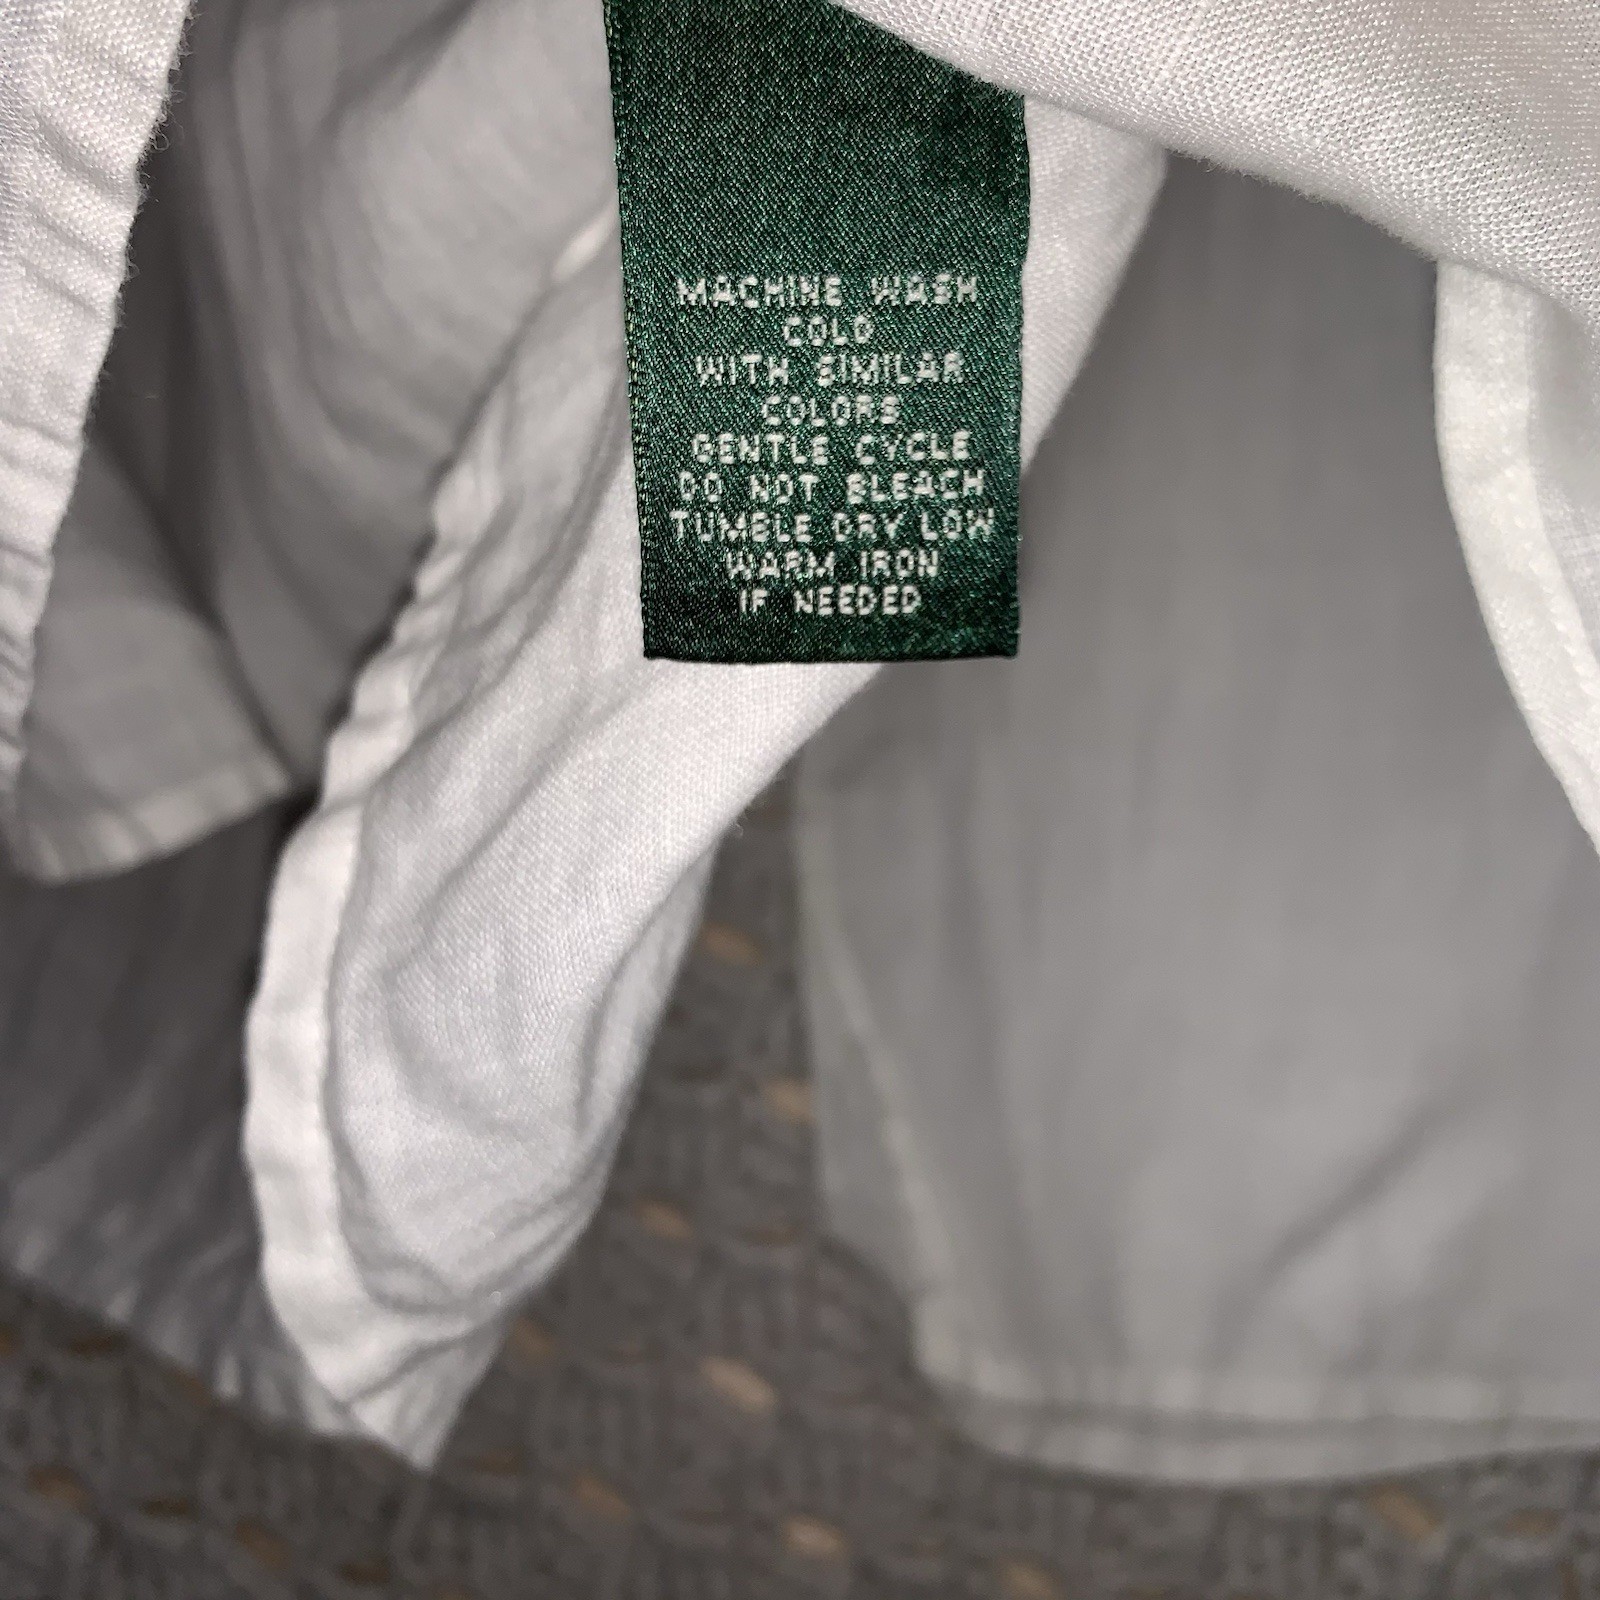 MACHINE WASH
COLD
WITH SIMILAR
COLORS
GENTLE CYCLE
DO NOT BLEACH
TUMBLE DRY LOW
WARM IRON
IF NEEDED